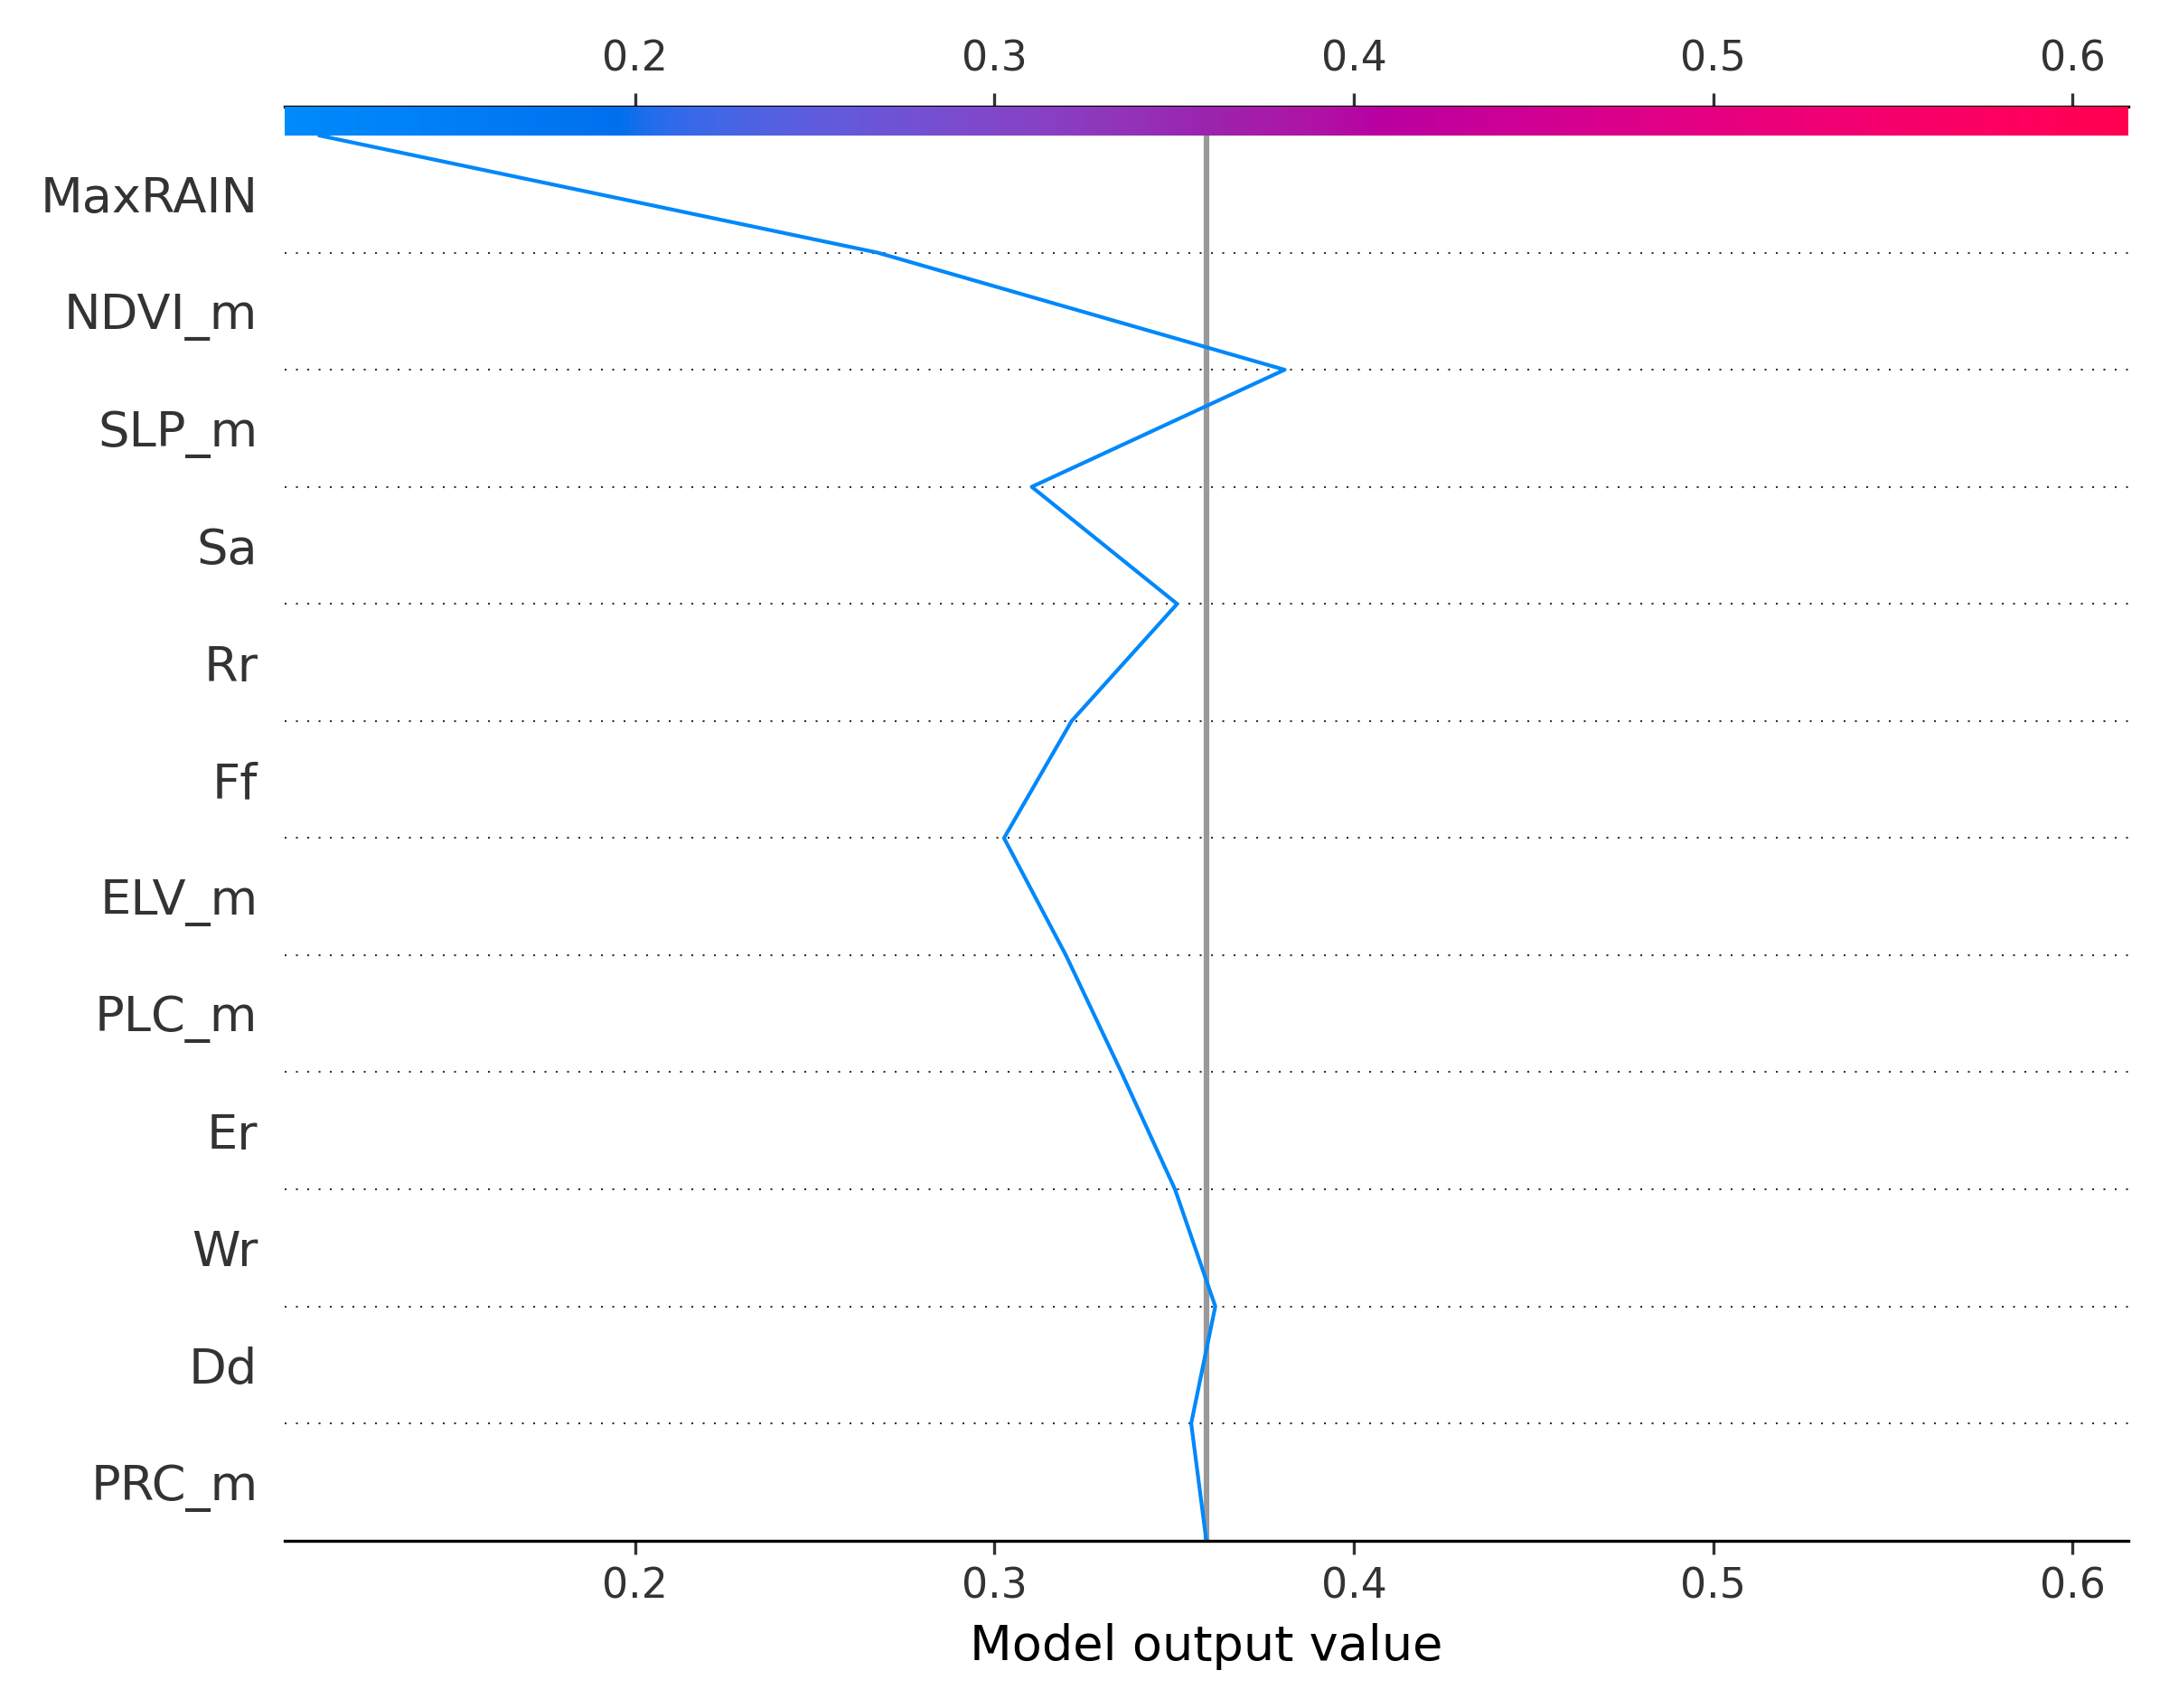 0.2 0.3 0.4 0.5 0.6
MaxRAIN
NDVI_m
SLP_m
Sa
Rr
Ff
ELV_m
PLC_m
Er
Wr
Dd
PRC_m
0.2 0.3 0.4 0.5 0.6
Model output value